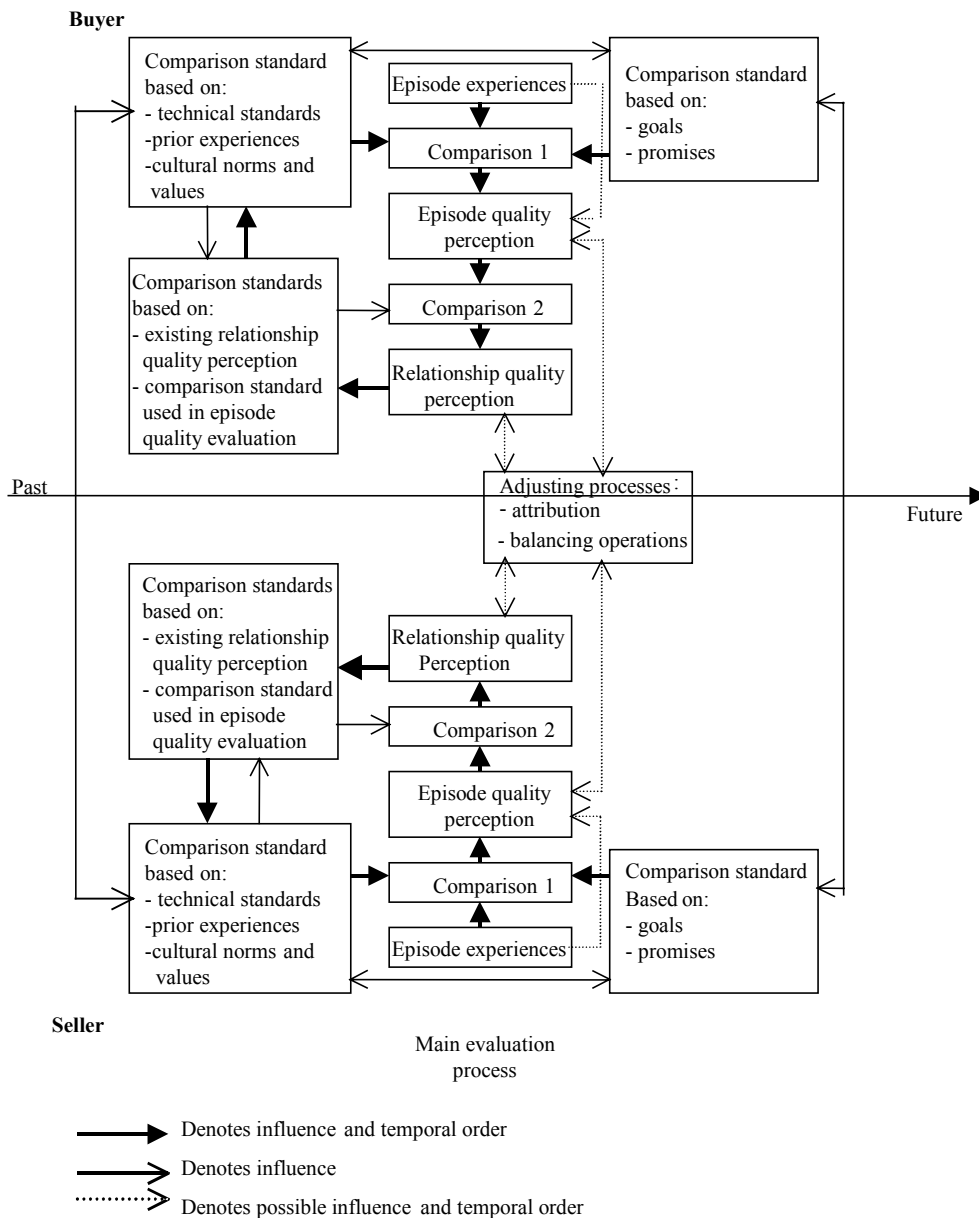 Buyer
Comparison standard
based on:
- technical standards
-prior experiences
-cultural norms and
values
Episode experiences
Comparison 1
Episode quality
perception
Comparison 2
Relationship quality
perception
Comparison standard
based on:
- goals
- promises
Comparison standards
based on:
- existing relationship
quality perception
- comparison standard
used in episode
quality evaluation
Past
Adjusting processes:
- attribution
- balancing operations
Future
Comparison standards
based on:
- existing relationship
quality perception
- comparison standard
used in episode
quality evaluation
Relationship quality
Perception
Comparison 2
Episode quality
perception
Comparison 1
Episode experiences
Comparison standard
based on:
- technical standards
-prior experiences
-cultural norms and
values
Comparison standard
Based on:
- goals
- promises
Seller
Main evaluation
process
Denotes influence and temporal order
Denotes influence
Denotes possible influence and temporal order